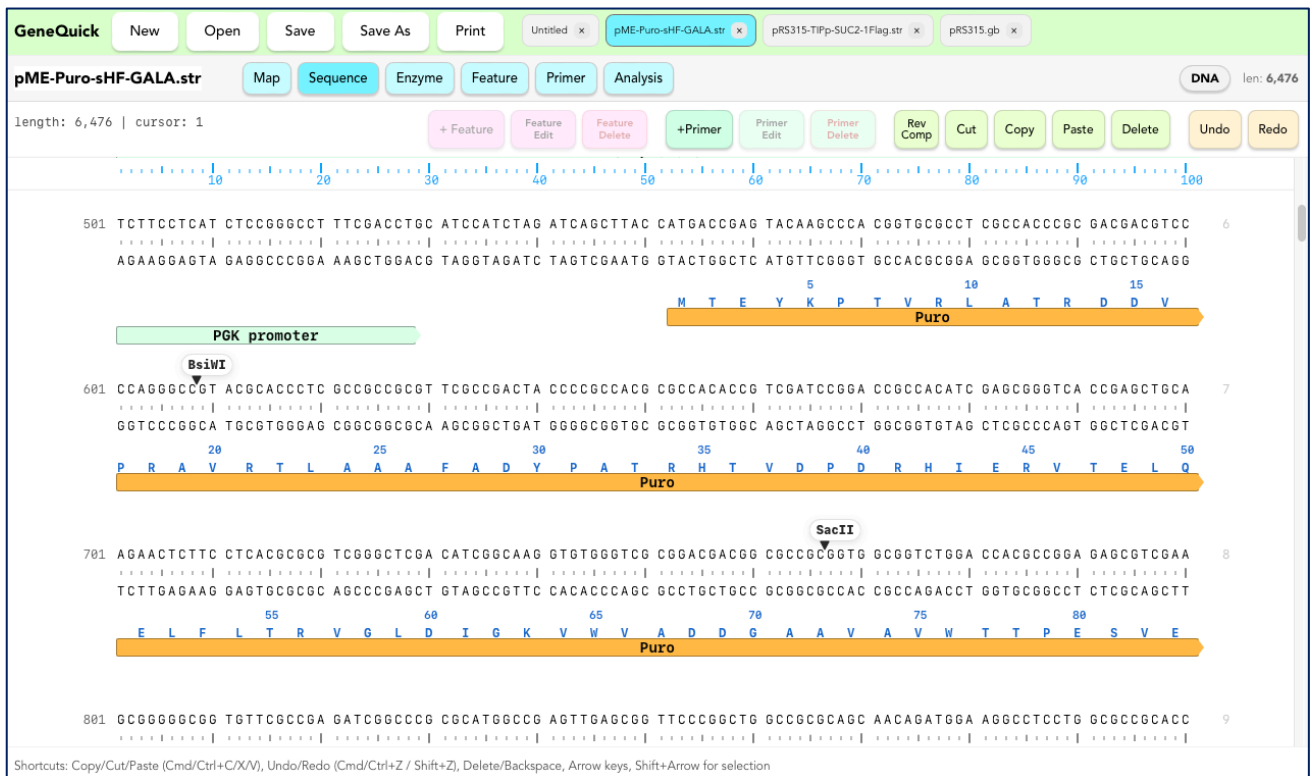 GeneQuick New Open Save Save As Print Untitled × pME-Puro-sHF-GALA.str × pRS315-TIPp-SUC2-1Flag.str × pRS315.gb ×
pME-Puro-sHF-GALA.str Map Sequence Enzyme Feature Primer Analysis DNA len: 6,476
length: 6,476 | cursor: 1 + Feature Feature Edit Feature Delete +Primer Primer Edit Primer Delete Rev Comp Cut Copy Paste Delete Undo Redo
10 20 30 40 50 60 70 80 90 100
501 TCTTCCTCAT CTCCGGGCCT TTCGACCTGC ATCCATCTAG ATCAGCTTAC CATGACCGAG TACAAGCCCA CGGTGCGCCT CGCCACCCGC GACGACGTCC 6
AGAAGGAGTA GAGGCCCGGA AAGCTGGACG TAGGTAGATC TAGTCGAATG GTACTGGCTC ATGTTCGGGT GCCACGCGGA GCGGTGGGCG CTGCTGCAGG
5 10 15
M T E Y K P T V R L A T R D D V
Puro
PGK promoter
BsiWI
601 CCAGGGCCGT ACGCACCCTC GCCGCCGCGT TCGCCGACTA CCCCGCCACG CGCCACACCG TCGATCCGGA CCGCCACATC GAGCGGGTCA CCGAGCTGCA 7
GGTCCCGGCA TGCGTGGGAG CGGCGGCGCA AGCGGCTGAT GGGGCGGTGC GCGGTGTGGC AGCTAGGCCT GGCGGTGTAG CTCGCCCAGT GGCTCGACGT
20 25 30 35 40 45 50
P R A V R T L A A A F A D Y P A T R H T V D P D R H I E R V T E L Q
Puro
SacII
701 AGAACTCTTC CTCACGCGCG TCGGGCTCGA CATCGGCAAG GTGTGGGTCG CGGACGACGG CGCCGCGGTG GCGGTCTGGA CCACGCCGGA GAGCGTCGAA 8
TCTTGAGAAG GAGTGCGCGC AGCCCGAGCT GTAGCCGTTC CACACCCAGC GCCTGCTGCC GCGGCGCCAC CGCCAGACCT GGTGCGGCCT CTCGCAGCTT
55 60 65 70 75 80
E L F L T R V G L D I G K V W V A D D G A A V A V W T T P E S V E
Puro
801 GCGGGGGCGG TGTTCGCCGA GATCGGCCCG CGCATGGCCG AGTTGAGCGG TTCCCGGCTG GCCGCGCAGC AACAGATGGA AGGCCTCCTG GCGCCGCACC 9
Shortcuts: Copy/Cut/Paste (Cmd/Ctrl+C/X/V), Undo/Redo (Cmd/Ctrl+Z / Shift+Z), Delete/Backspace, Arrow keys, Shift+Arrow for selection